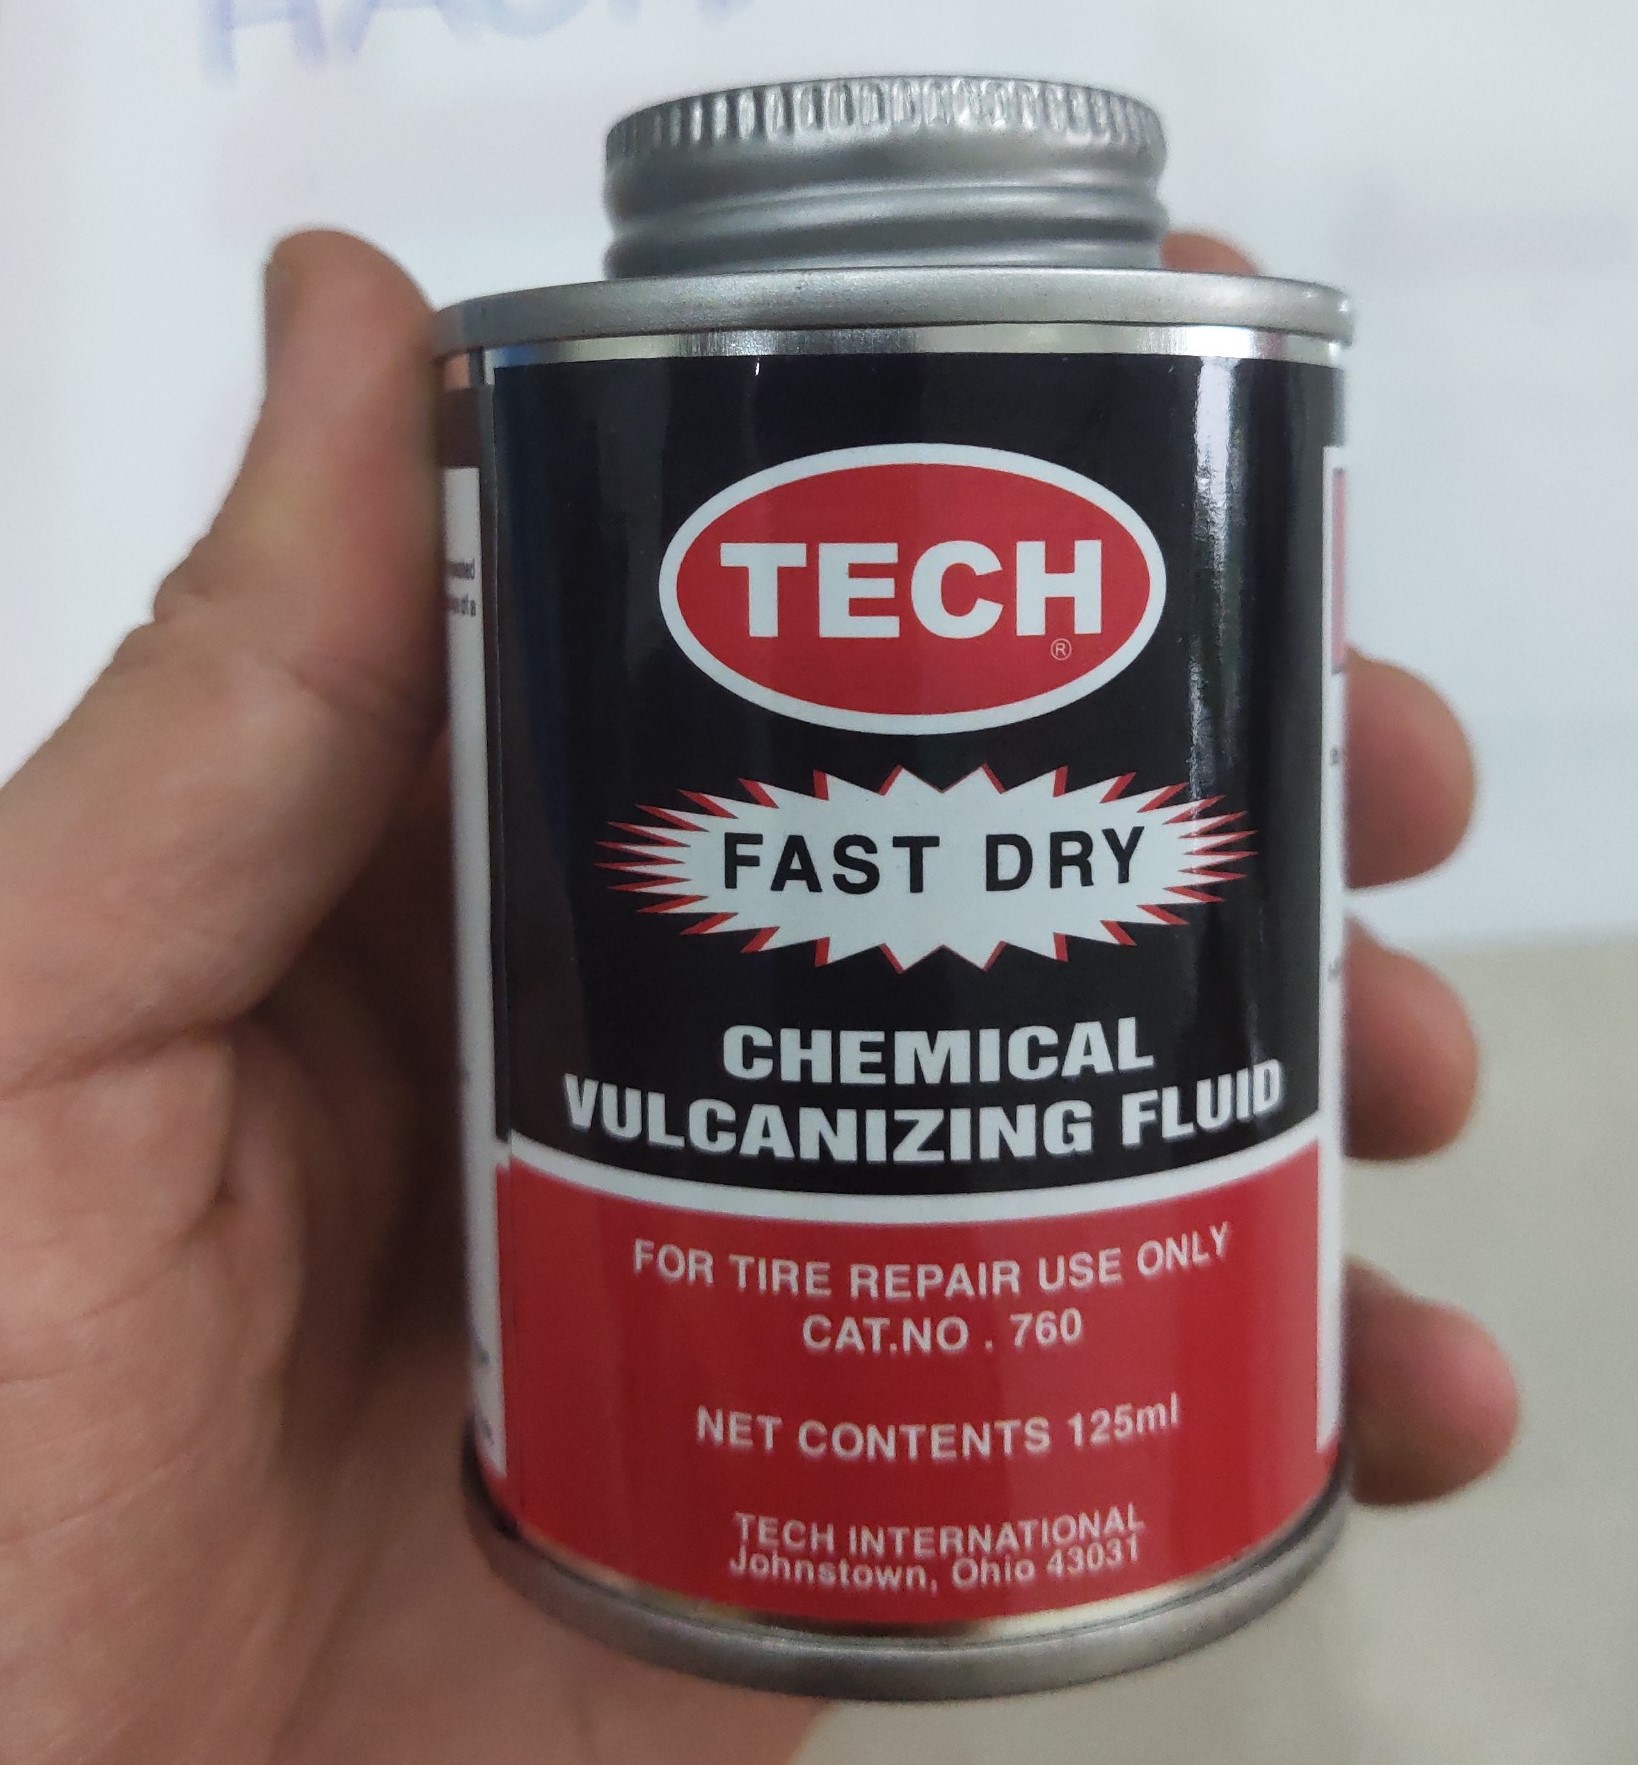 TECH
®
FAST DRY
CHEMICAL
VULCANIZING FLUID
FOR TIRE REPAIR USE ONLY
CAT.NO . 760
NET CONTENTS 125ml
TECH INTERNATIONAL
Johnstown, Ohio 43031